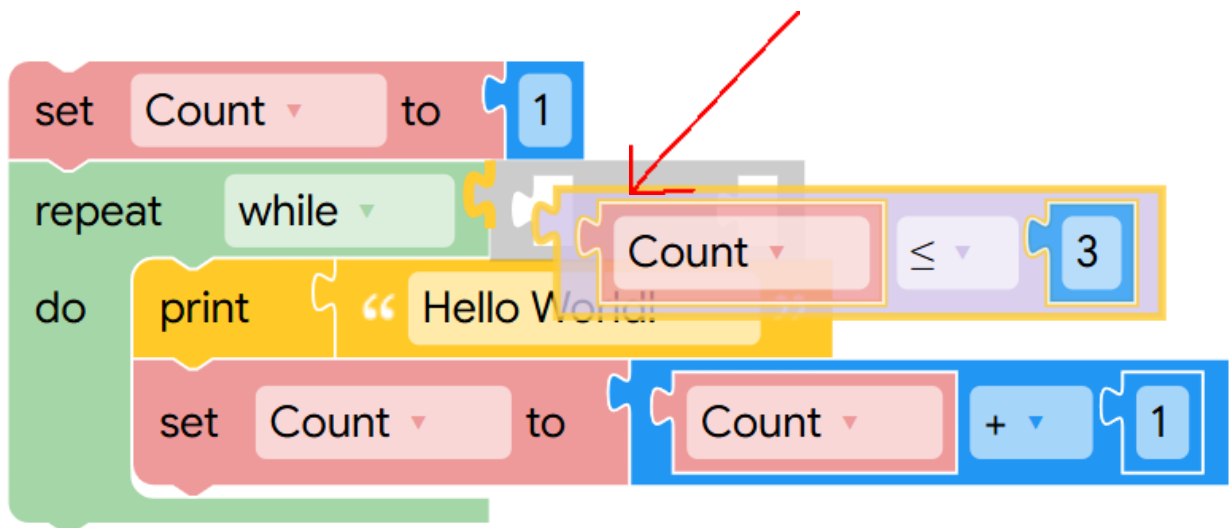 set Count to 1
repeat while
Count ≤ 3
do print “ Hello World! ”
set Count to Count + 1